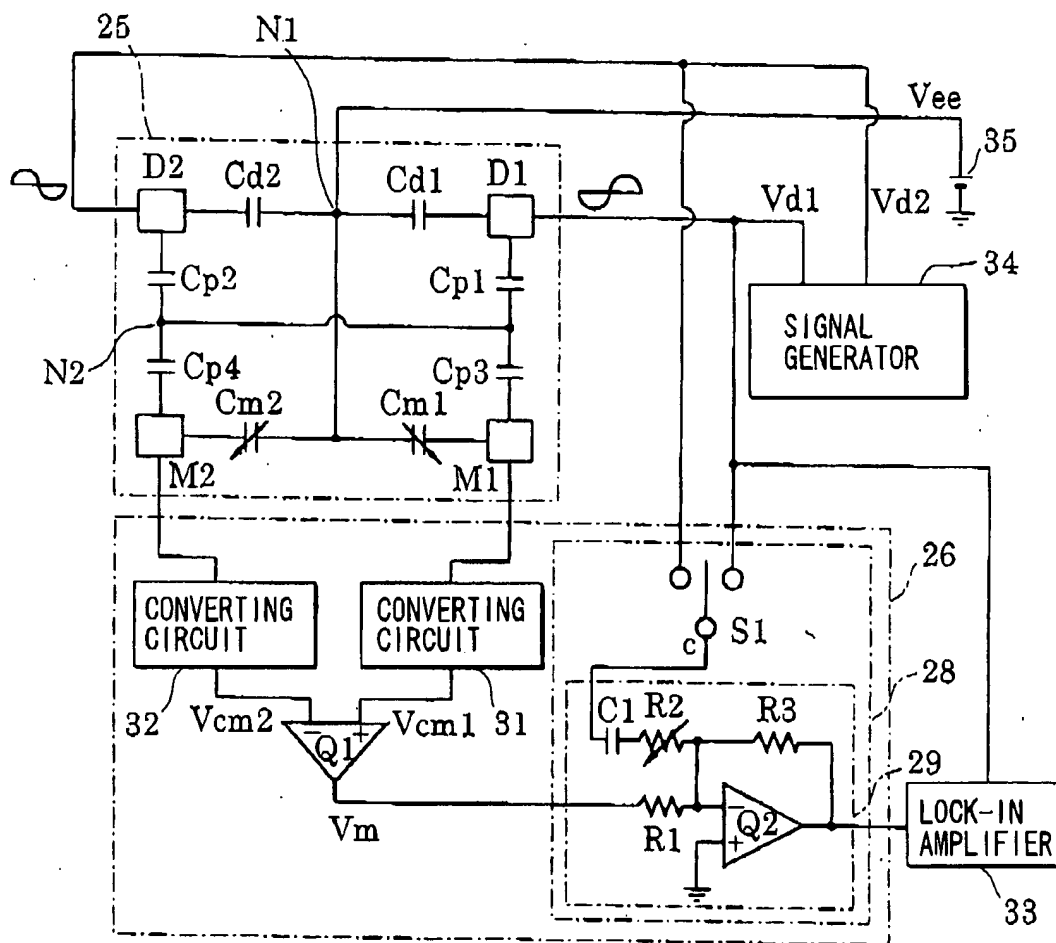 25
N1
Vee
35
D2
Cd2
Cd1
D1
Vd1
Vd2
34
Cp2
Cp1
SIGNAL
GENERATOR
N2
Cp4
Cp3
Cm2
Cm1
M2
M1
26
CONVERTING
CIRCUIT
CONVERTING
CIRCUIT
c
S1
28
32
Vcm2
Vcm1
31
C1
R2
R3
29
- Q1 +
Vm
R1
- Q2
+
LOCK-IN
AMPLIFIER
33